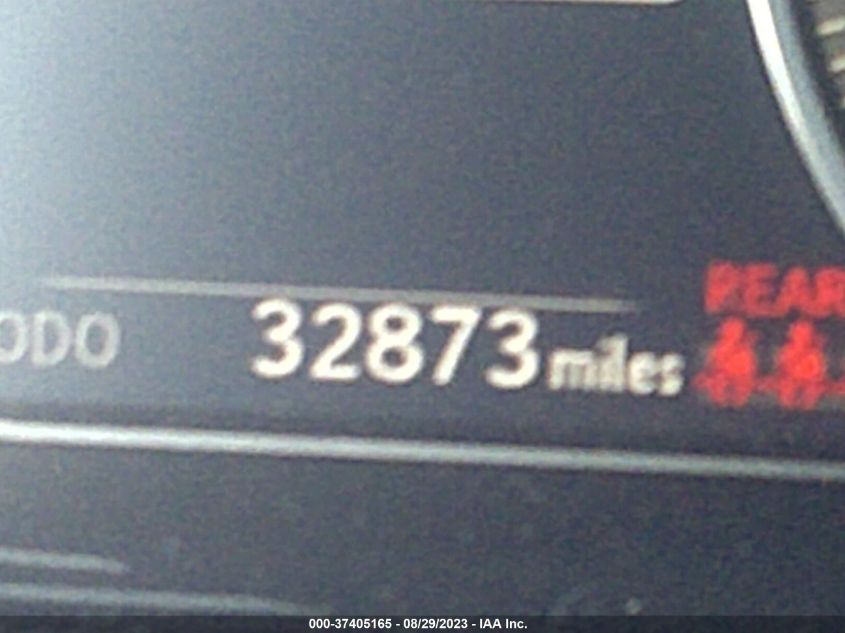 REAR
ODO 32873 miles
000-37405165 - 08/29/2023 - IAA Inc.